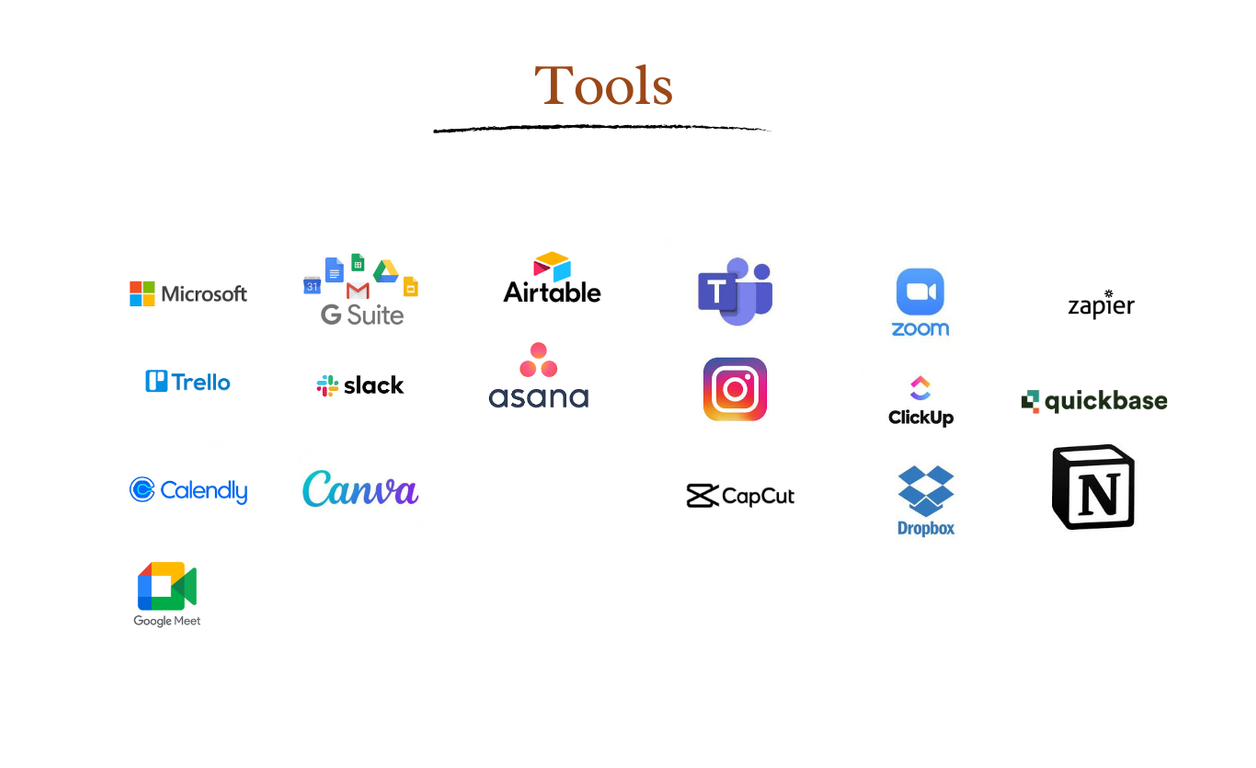 Tools
Microsoft
31
G Suite
Airtable
T
zoom
zapier
Trello
slack
asana
ClickUp
quickbase
Calendly
Canva
CapCut
Dropbox
N
Google Meet